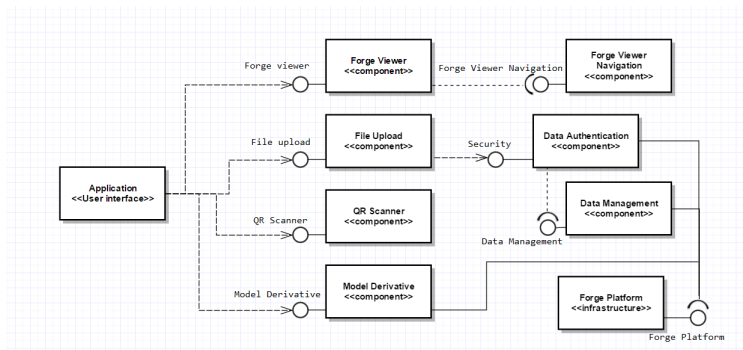 Forge Viewer
<<component>>
Forge viewer
Forge Viewer Navigation
Forge Viewer
Navigation
<<component>>
File upload
File Upload
<<component>>
Security
Data Authentication
<<component>>
Application
<<User interface>>
QR Scanner
QR Scanner
<<component>>
Data Management
<<component>>
Data Management
Model Derivative
Model Derivative
<<component>>
Forge Platform
<<infrastructure>>
Forge Platform